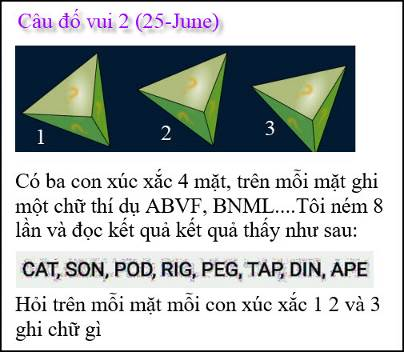 Câu đố vui 2 (25-June)
1 2 3
Có ba con xúc xắc 4 mặt, trên mỗi mặt ghi
một chữ thí dụ ABVF, BNML....Tôi ném 8
lần và đọc kết quả kết quả thấy như sau:
CAT, SON, POD, RIG, PEG, TAP, DIN, APE
Hỏi trên mỗi mặt mỗi con xúc xắc 1 2 và 3
ghi chữ gì